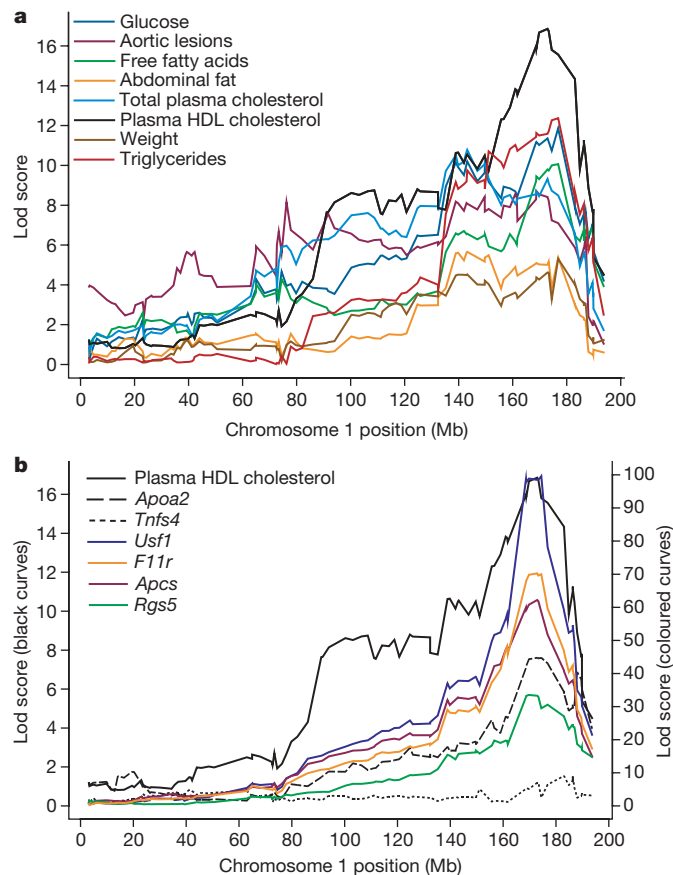 a
Glucose
Aortic lesions
Free fatty acids
Abdominal fat
Total plasma cholesterol
Plasma HDL cholesterol
Weight
Triglycerides
Lod score
16
14
12
10
8
6
4
2
0
0 20 40 60 80 100 120 140 160 180 200
Chromosome 1 position (Mb)
b
Plasma HDL cholesterol
Apoa2
Tnfs4
Usf1
F11r
Apcs
Rgs5
Lod score (black curves)
16
14
12
10
8
6
4
2
0
Lod score (coloured curves)
100
90
80
70
60
50
40
30
20
10
0
0 20 40 60 80 100 120 140 160 180 200
Chromosome 1 position (Mb)